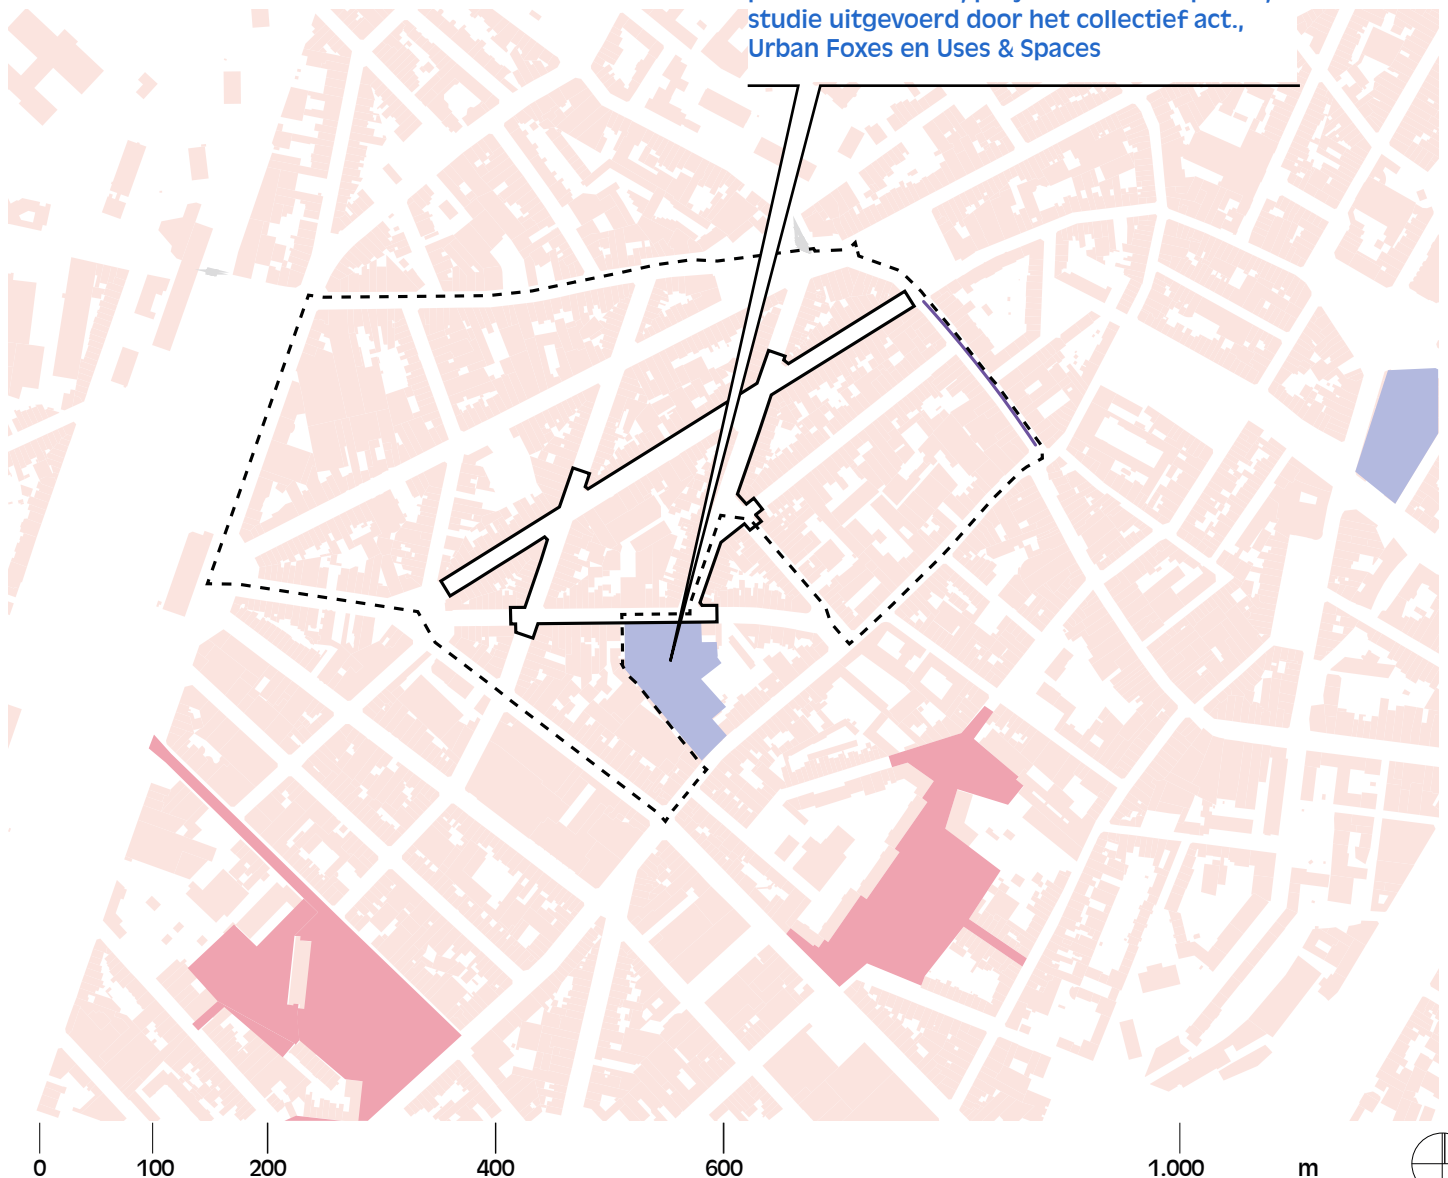 studie uitgevoerd door het collectief act.,
Urban Foxes en Uses & Spaces
0 100 200 400 600 1.000 m